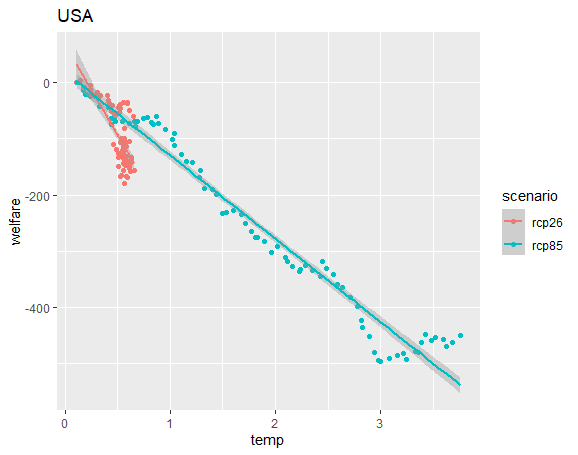 USA
0
-200
-400
welfare
0
1
2
3
temp
scenario
rcp26
rcp85